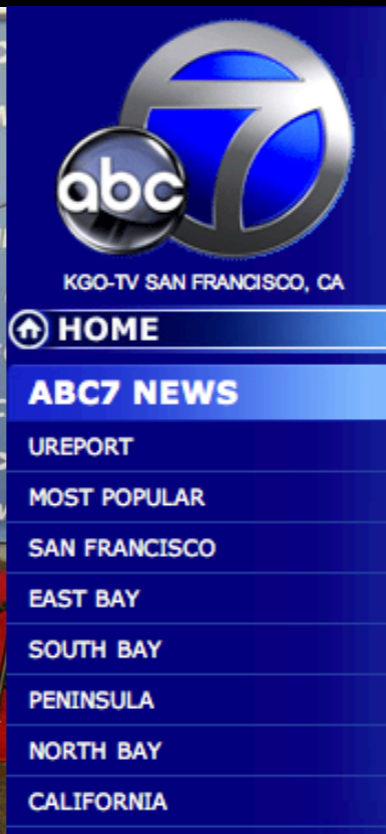 abc 7
KGO-TV SAN FRANCISCO, CA
HOME
ABC7 NEWS
UREPORT
MOST POPULAR
SAN FRANCISCO
EAST BAY
SOUTH BAY
PENINSULA
NORTH BAY
CALIFORNIA